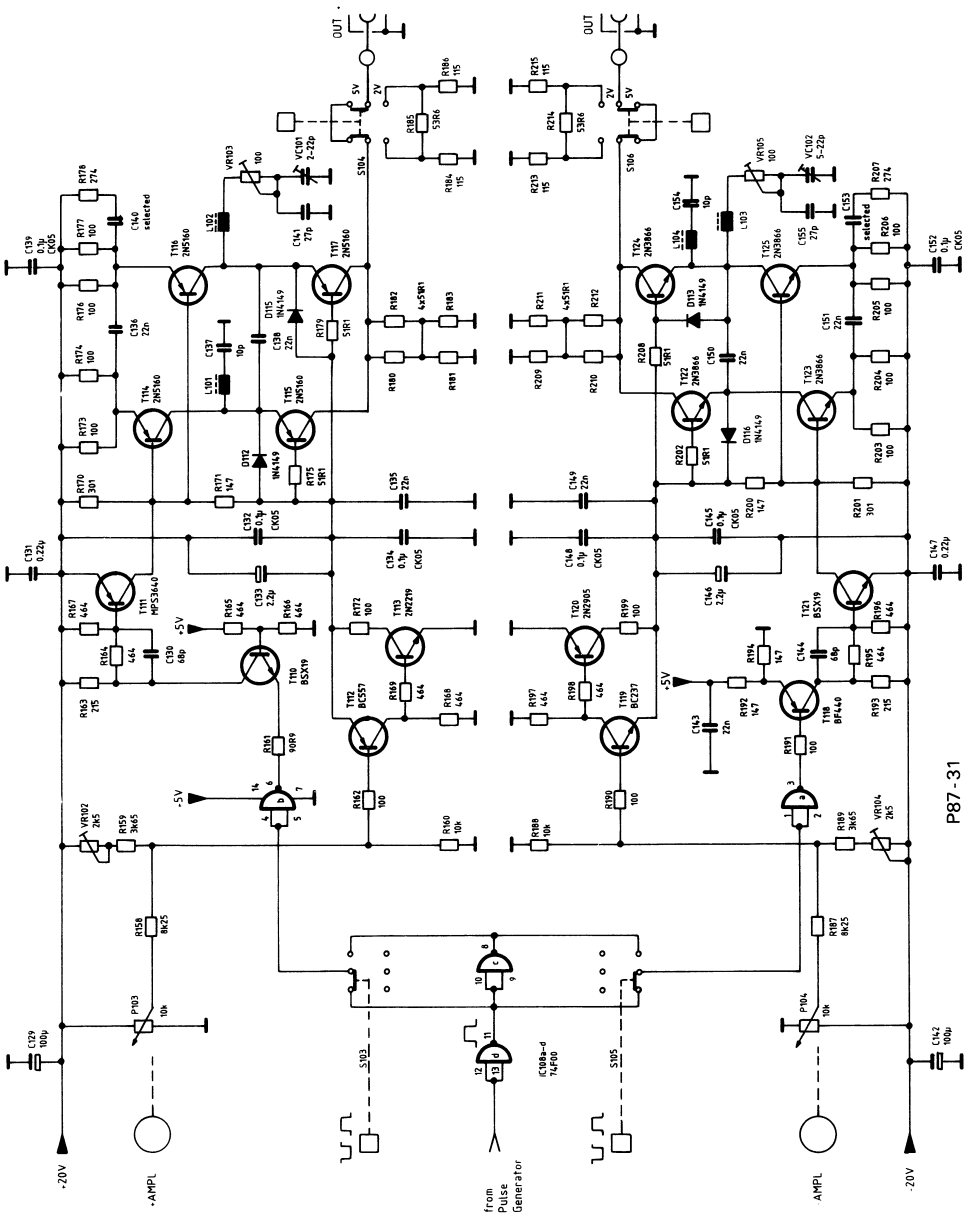 OUT
OUT
5V
2V
R186
115
R185
53R6
R184
115
S104
R215
115
2V
5V
R214
53R6
R213
115
S106
R178
274
C139
0.1µ
CK05
R177
100
C140
selected
R176
100
C136
22n
R174
100
R173
100
R170
301
T116
2N5160
T114
2N5160
L102
VR103
100
VC101
2-22p
C141
27p
T117
2N5160
D115
1N4149
C138
22n
C137
10p
L101
R179
51R1
T115
2N5160
D112
1N4149
R175
51R1
R171
147
R182
4x51R1
R183
R180
R181
C135
22n
C134
0.1µ
CK05
C132
0.1µ
CK05
C133
2.2µ
C131
0.22µ
T111
MPS3640
R167
464
R164
464
C130
68p
R163
215
+5V
R165
464
R166
464
T110
BSX19
R161
90R9
R172
100
T113
2N2219
T112
BC557
R169
464
R168
464
R162
100
-5V
14
b
4
5
6
7
VR102
2k5
R159
3k65
R160
10k
R158
8k25
P103
10k
C129
100µ
+20V
+AMPL
T124
2N3866
L104
C154
10p
L103
VR105
100
VC102
5-22p
C155
27p
C153
selected
R207
274
R206
100
C152
0.1µ
CK05
T125
2N3866
R205
100
C151
22n
R204
100
R203
100
D113
1N4149
R208
51R1
C150
22n
T122
2N3866
T123
2N3866
D116
1N4149
R202
51R1
R200
147
R201
301
R211
4x51R1
R212
R209
R210
C149
22n
C148
0.1µ
CK05
C145
0.1µ
CK05
C146
2.2µ
C147
0.22µ
T120
2N2905
R199
100
R198
464
R197
464
T119
BC237
R190
100
T121
BSX19
R196
464
C144
68p
R195
464
R194
147
+5V
R192
147
C143
22n
T118
BF440
R193
215
R191
100
a
1
2
3
R188
10k
R189
3k65
VR104
2k5
R187
8k25
P104
10k
C142
100µ
-20V
-AMPL
S103
S105
8
c
10
9
11
d
12
13
IC108a-d
74F00
from
Pulse
Generator
P87-31